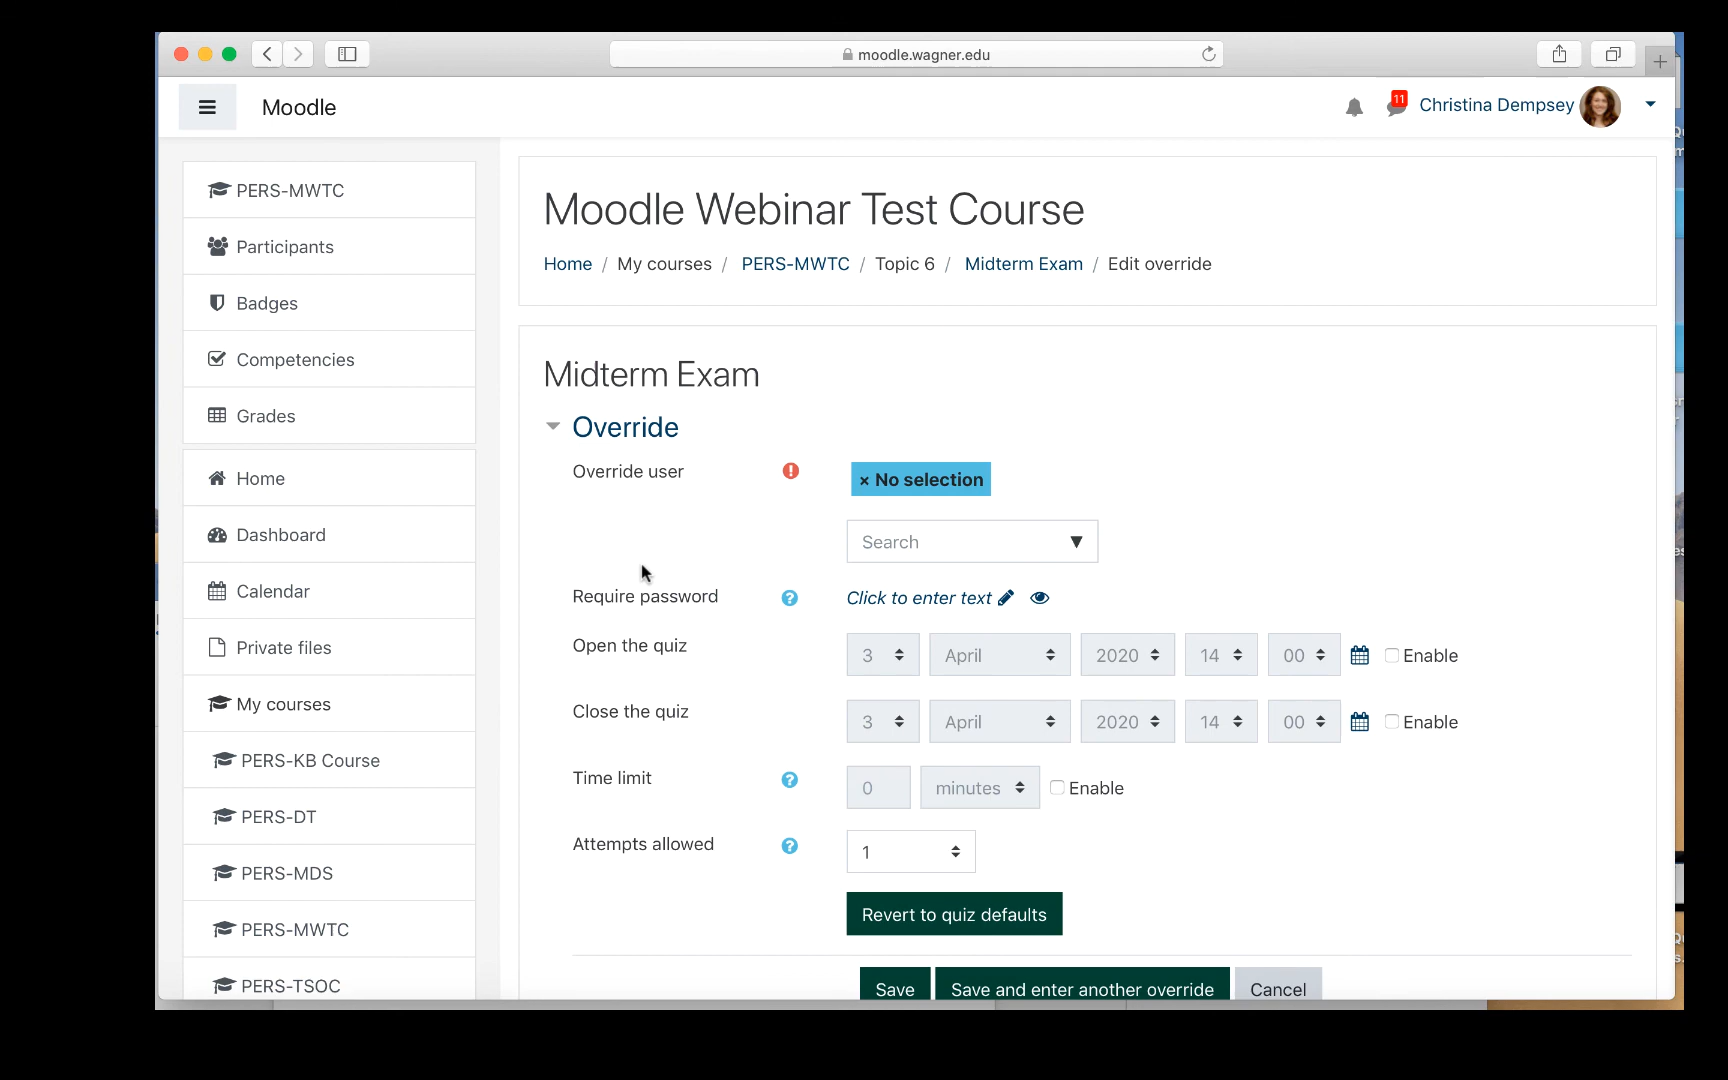 moodle.wagner.edu
Moodle
11
Christina Dempsey
PERS-MWTC
Participants
Badges
Competencies
Grades
Home
Dashboard
Calendar
Private files
My courses
PERS-KB Course
PERS-DT
PERS-MDS
PERS-MWTC
PERS-TSOC
Moodle Webinar Test Course
Home / My courses / PERS-MWTC / Topic 6 / Midterm Exam / Edit override
Midterm Exam
Override
Override user
× No selection
Search
Require password
Click to enter text
Open the quiz
3 April 2020 14 00 Enable
Close the quiz
3 April 2020 14 00 Enable
Time limit
0 minutes Enable
Attempts allowed
1
Revert to quiz defaults
Save Save and enter another override Cancel